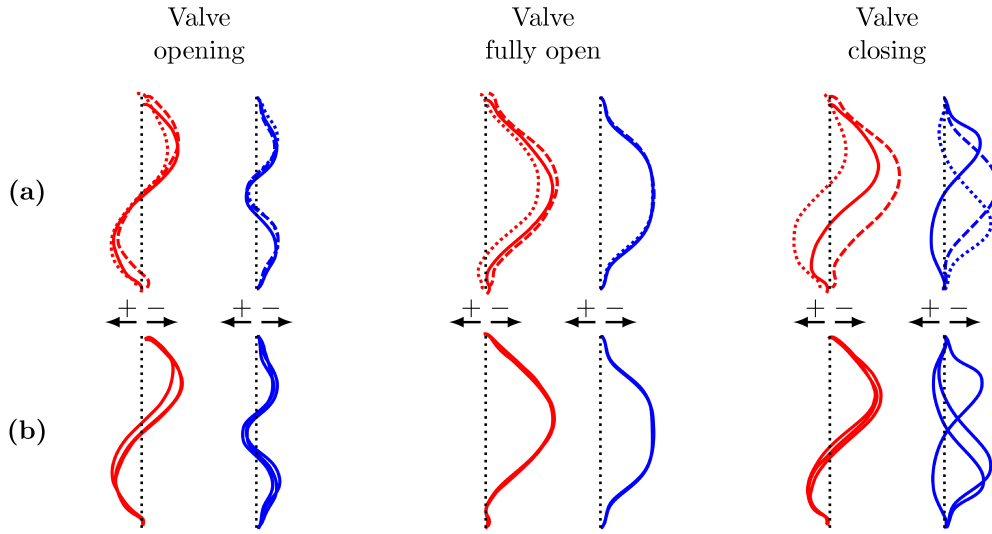 Valve
opening
Valve
fully open
Valve
closing
(a)
+ − + − + − + − + − + −
(b)